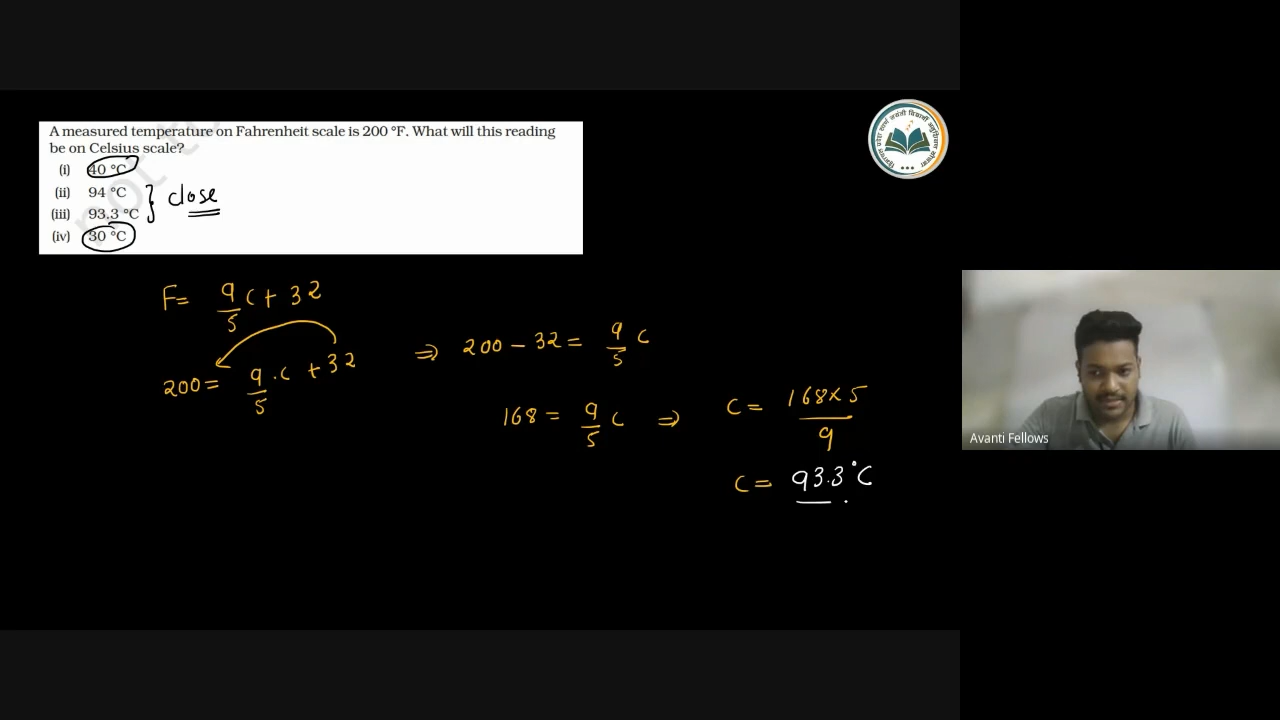 A measured temperature on Fahrenheit scale is 200 °F. What will this reading
be on Celsius scale?
(i) 40 °C
(ii) 94 °C
(iii) 93.3 °C
(iv) 30 °C
} close
F= 9/5 C + 32
200= 9/5 . C + 32
⇒ 200 - 32 = 9/5 C
168 = 9/5 C ⇒ C = 168 × 5 / 9
C = 93.3°C
Avanti Fellows